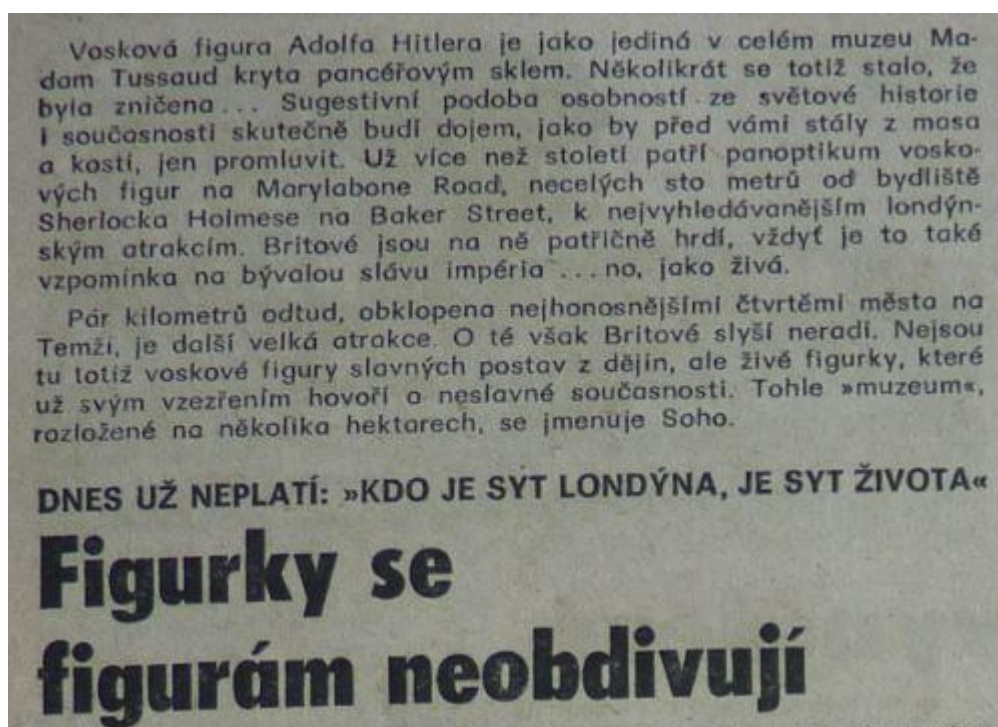 Vosková figura Adolfa Hitlera je jako jediná v celém muzeu Ma-
dam Tussaud kryta pancéřovým sklem. Několikrát se totiž stalo, že
byla zničena... Sugestivní podoba osobností ze světové historie
i současnosti skutečně budí dojem, jako by před vámi stály z masa
a kostí, jen promluvit. Už více než století patří panoptikum vosko-
vých figur na Marylabone Road, necelých sto metrů od bydliště
Sherlocka Holmese na Baker Street, k nejvyhledávanějším londýn-
ským atrakcím. Britové jsou na ně patřičně hrdí, vždyť je to také
vzpomínka na bývalou slávu impéria ...no, jako živá.
Pár kilometrů odtud, obklopena nejhonosnějšími čtvrtěmi města na
Temži, je další velká atrakce. O té však Britové slyší neradi. Nejsou
tu totiž voskové figury slavných postav z dějin, ale živé figurky, které
už svým vzezřením hovoří o neslavné současnosti. Tohle »muzeum«,
rozložené na několika hektarech, se jmenuje Soho.
DNES UŽ NEPLATÍ: »KDO JE SYT LONDÝNA, JE SYT ŽIVOTA«
Figurky se
figurám neobdivují